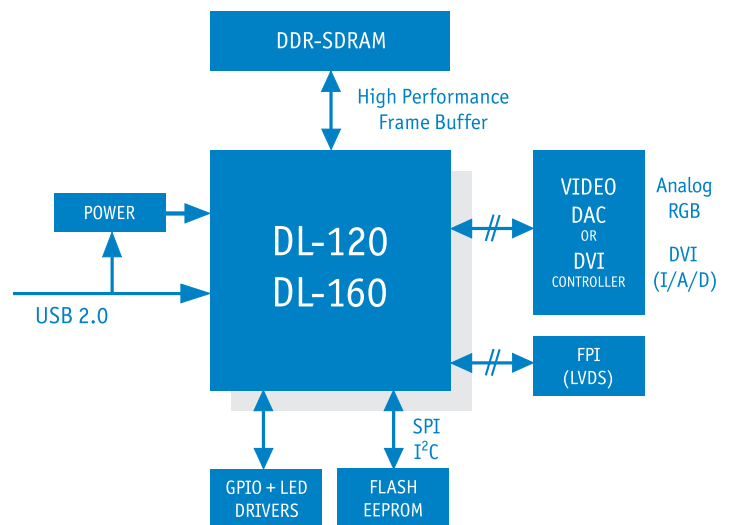 DDR-SDRAM
High Performance
Frame Buffer
POWER
USB 2.0
DL-120
DL-160
VIDEO
DAC
OR
DVI
CONTROLLER
Analog
RGB
DVI
(I/A/D)
FPI
(LVDS)
SPI
I²C
GPIO + LED
DRIVERS
FLASH
EEPROM